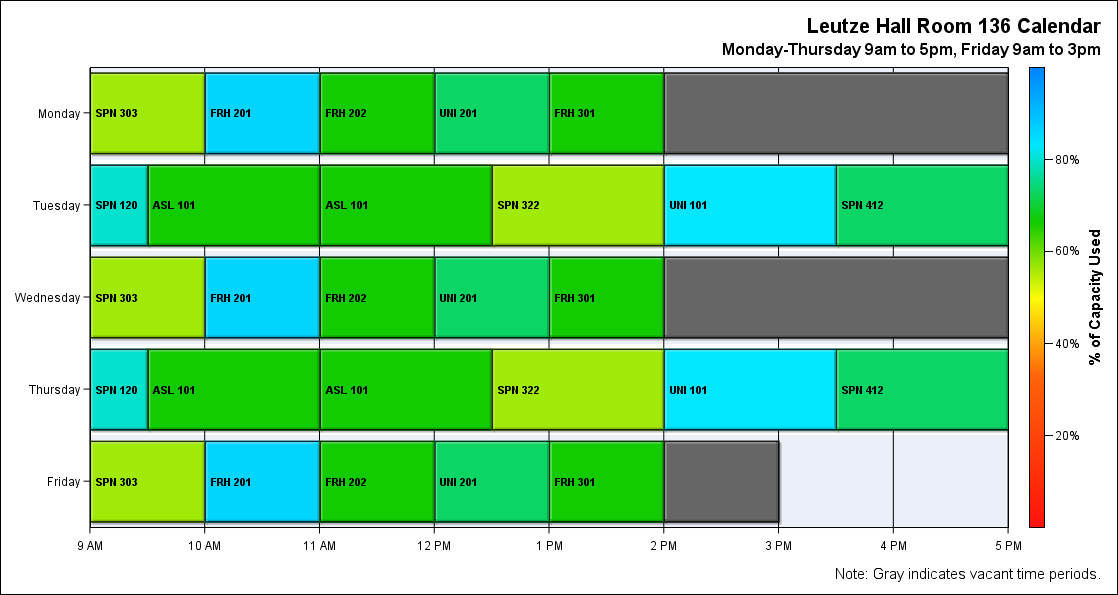 Leutze Hall Room 136 Calendar
Monday-Thursday 9am to 5pm, Friday 9am to 3pm
Monday
SPN 303
FRH 201
FRH 202
UNI 201
FRH 301
Tuesday
SPN 120
ASL 101
ASL 101
SPN 322
UNI 101
SPN 412
Wednesday
SPN 303
FRH 201
FRH 202
UNI 201
FRH 301
Thursday
SPN 120
ASL 101
ASL 101
SPN 322
UNI 101
SPN 412
Friday
SPN 303
FRH 201
FRH 202
UNI 201
FRH 301
9 AM
10 AM
11 AM
12 PM
1 PM
2 PM
3 PM
4 PM
5 PM
80%
60%
40%
20%
% of Capacity Used
Note: Gray indicates vacant time periods.